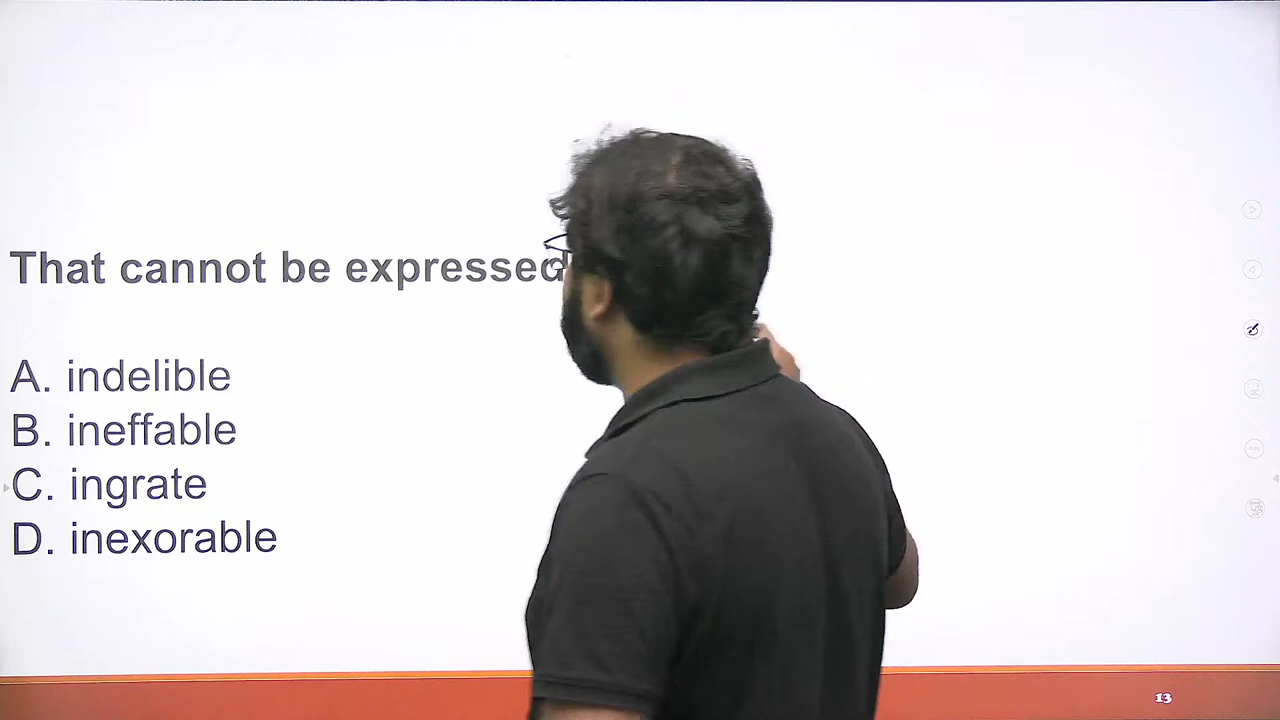 That cannot be expressed
A. indelible
B. ineffable
C. ingrate
D. inexorable
13